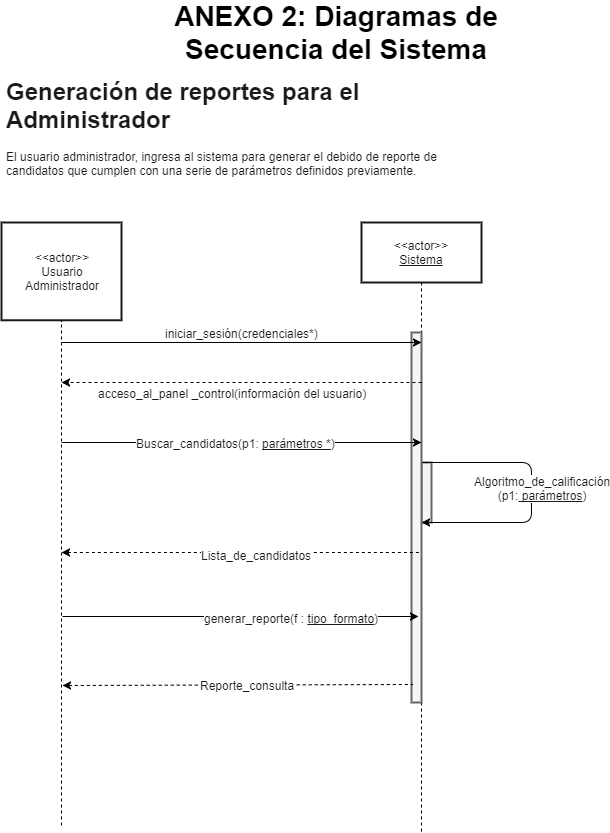 ANEXO 2: Diagramas de
Secuencia del Sistema
Generación de reportes para el
Administrador
El usuario administrador, ingresa al sistema para generar el debido de reporte de
candidatos que cumplen con una serie de parámetros definidos previamente.
<<actor>>
Usuario
Administrador
<<actor>>
Sistema
iniciar_sesión(credenciales*)
acceso_al_panel _control(información del usuario)
Buscar_candidatos(p1: parámetros *)
Algoritmo_de_calificación
(p1: parámetros)
Lista_de_candidatos
generar_reporte(f : tipo_formato)
Reporte_consulta